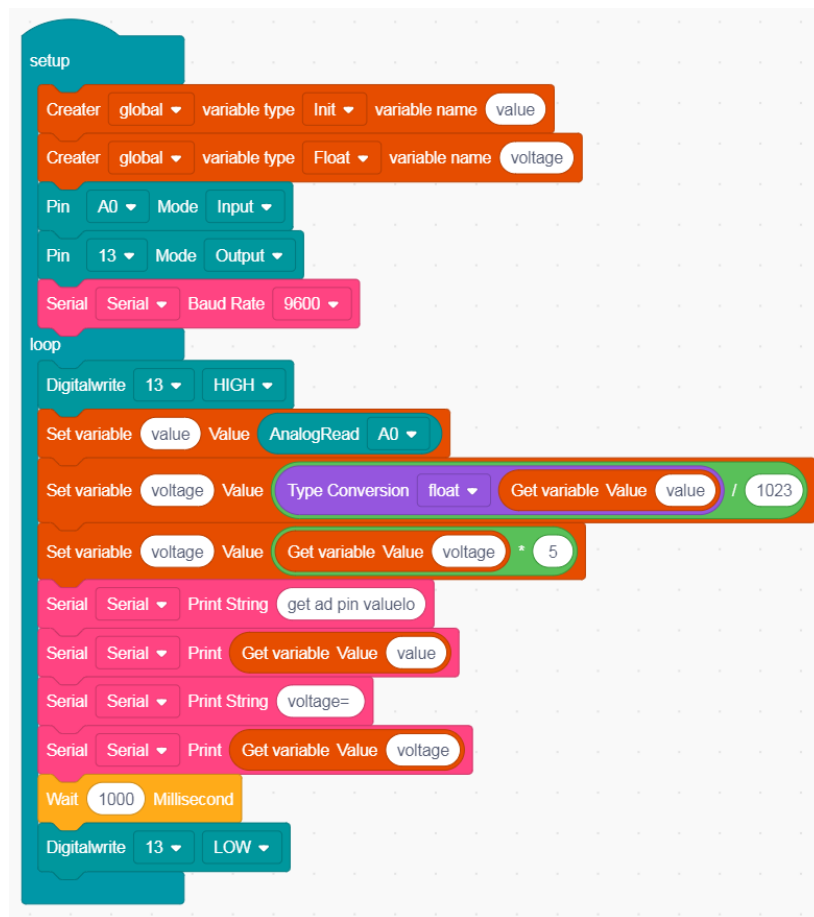 setup
Creater global variable type Init variable name value
Creater global variable type Float variable name voltage
Pin A0 Mode Input
Pin 13 Mode Output
Serial Serial Baud Rate 9600
loop
Digitalwrite 13 HIGH
Set variable value Value AnalogRead A0
Set variable voltage Value Type Conversion float Get variable Value value / 1023
Set variable voltage Value Get variable Value voltage * 5
Serial Serial Print String get ad pin valuelo
Serial Serial Print Get variable Value value
Serial Serial Print String voltage=
Serial Serial Print Get variable Value voltage
Wait 1000 Millisecond
Digitalwrite 13 LOW